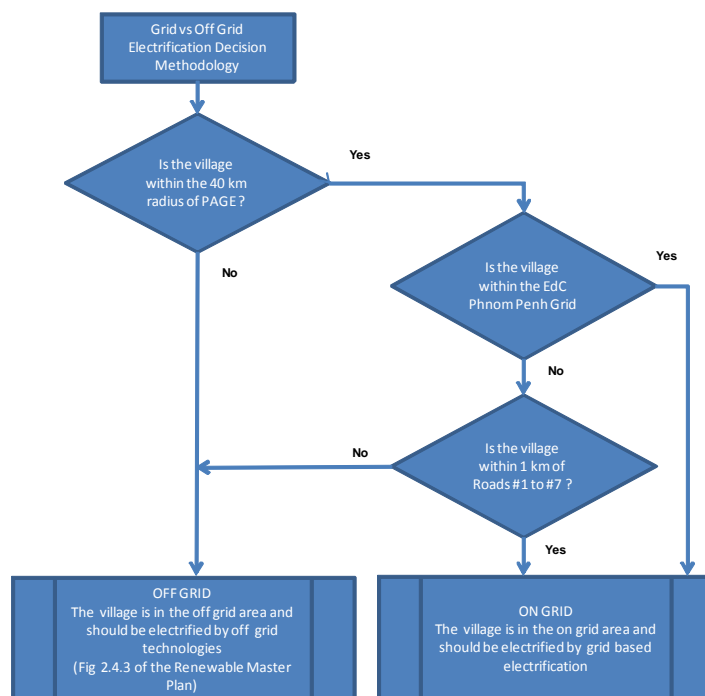 Grid vs Off Grid
Electrification Decision
Methodology
Is the village
within the 40 km
radius of PAGE ?
Yes
No
Is the village
within the EdC
Phnom Penh Grid
Yes
No
Is the village
within 1 km of
Roads #1 to #7 ?
No
Yes
OFF GRID
The village is in the off grid area and
should be electrified by off grid
technologies
(Fig 2.4.3 of the Renewable Master
Plan)
ON GRID
The village is in the on grid area and
should be electrified by grid based
electrification